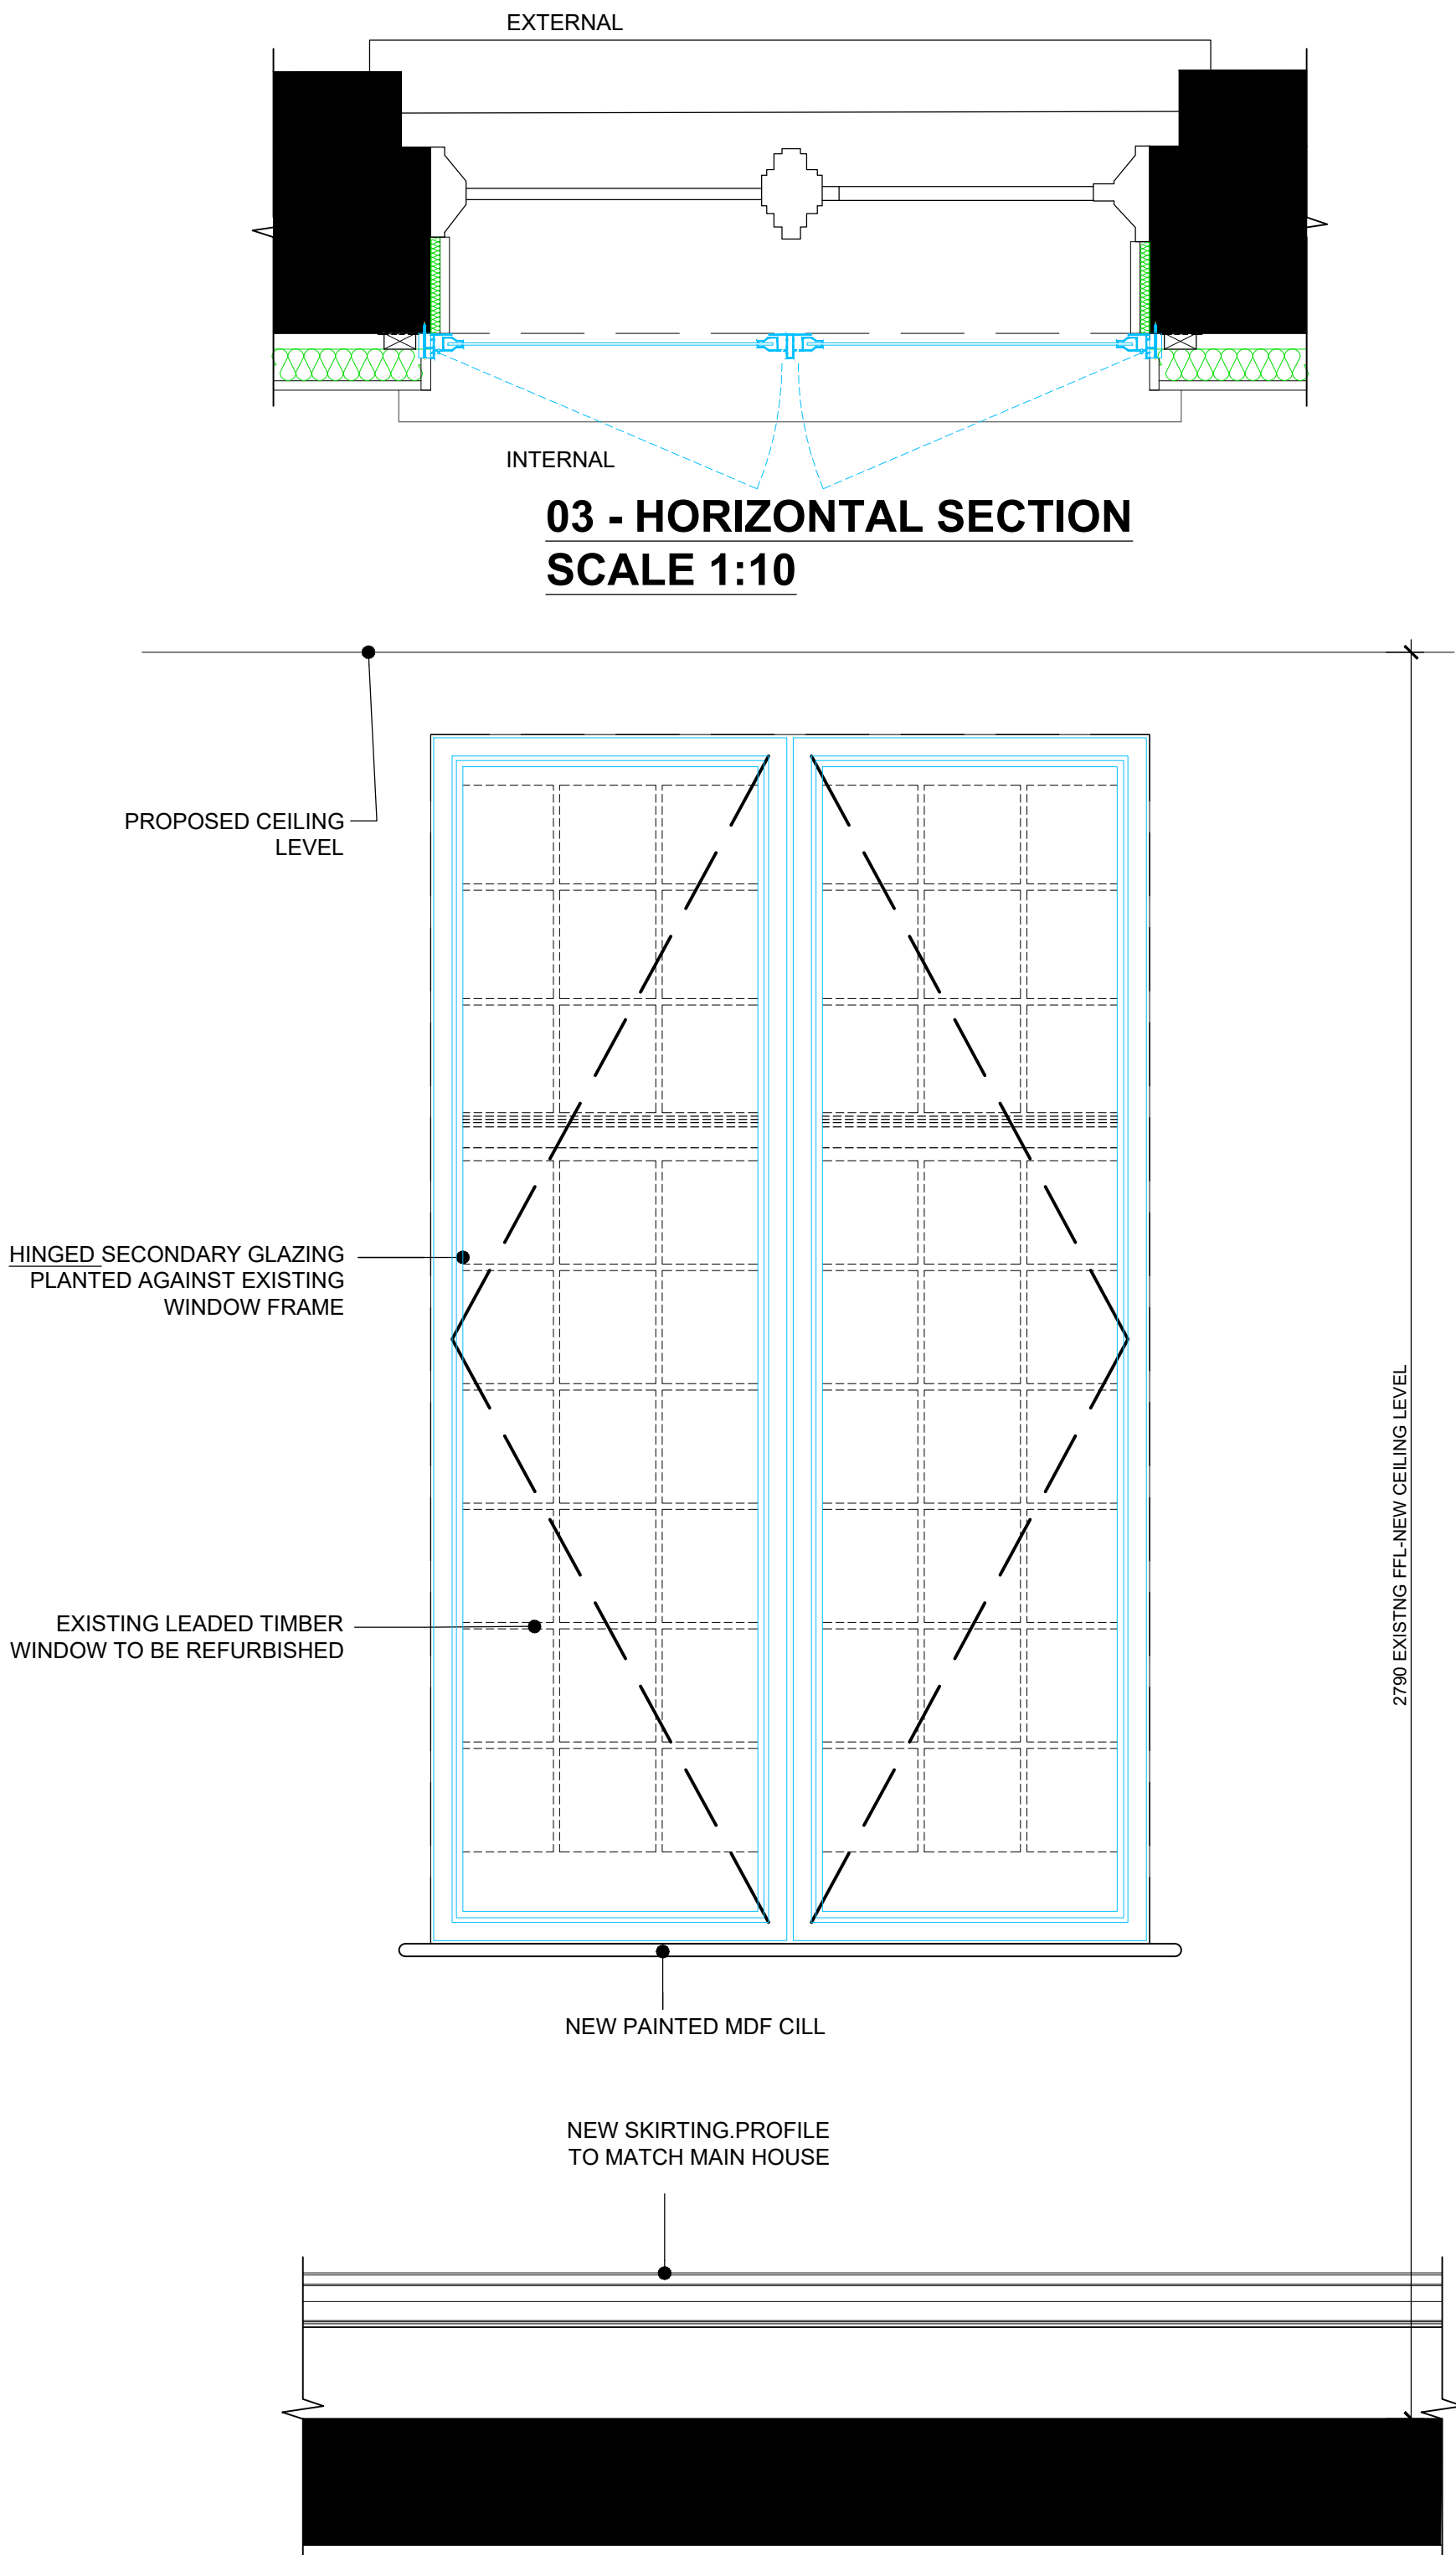 EXTERNAL
INTERNAL
03 - HORIZONTAL SECTION
SCALE 1:10
PROPOSED CEILING
LEVEL
HINGED SECONDARY GLAZING
PLANTED AGAINST EXISTING
WINDOW FRAME
2790 EXISTNG FFL-NEW CEILING LEVEL
EXISTING LEADED TIMBER
WINDOW TO BE REFURBISHED
NEW PAINTED MDF CILL
NEW SKIRTING.PROFILE
TO MATCH MAIN HOUSE